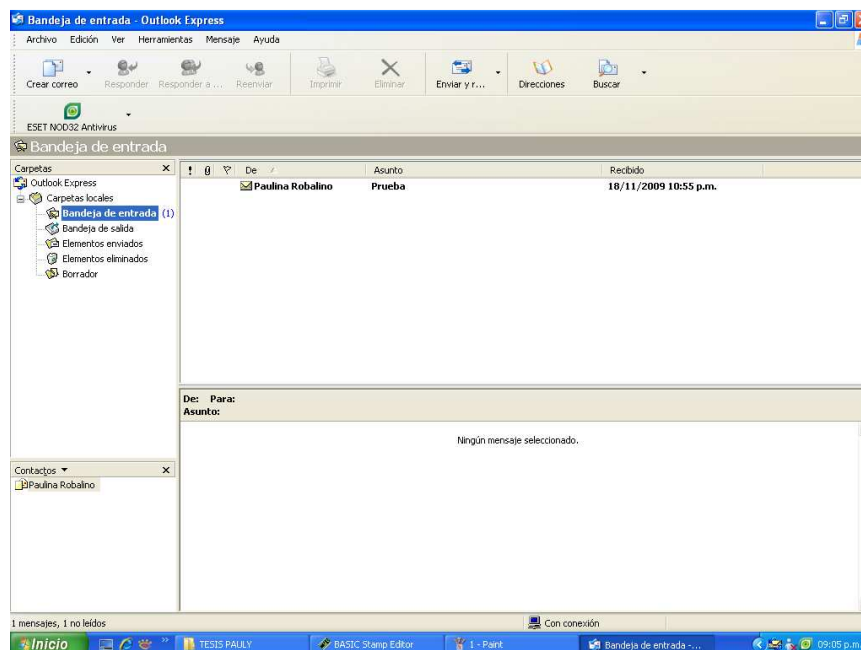 Bandeja de entrada - Outlook Express
Archivo Edición Ver Herramientas Mensaje Ayuda
Crear correo Responder Responder a ... Reenviar Imprimir Eliminar Enviar y r... Direcciones Buscar
ESET NOD32 Antivirus
Bandeja de entrada
Carpetas
Outlook Express
Carpetas locales
Bandeja de entrada (1)
Bandeja de salida
Elementos enviados
Elementos eliminados
Borrador
! De Asunto Recibido
Paulina Robalino Prueba 18/11/2009 10:55 p.m.
De: Para:
Asunto:
Ningún mensaje seleccionado.
Contactos
Paulina Robalino
1 mensajes, 1 no leídos Con conexión
Inicio TESIS PAULY BASIC Stamp Editor 1 - Paint Bandeja de entrada -... 09:05 p.m.